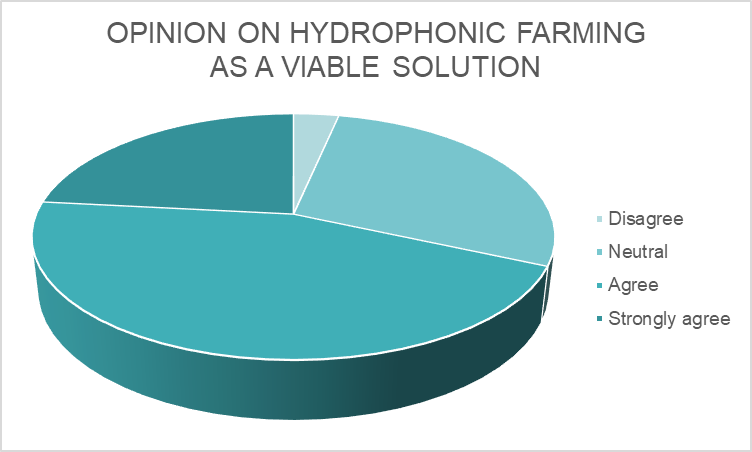 OPINION ON HYDROPHONIC FARMING
AS A VIABLE SOLUTION
Disagree
Neutral
Agree
Strongly agree